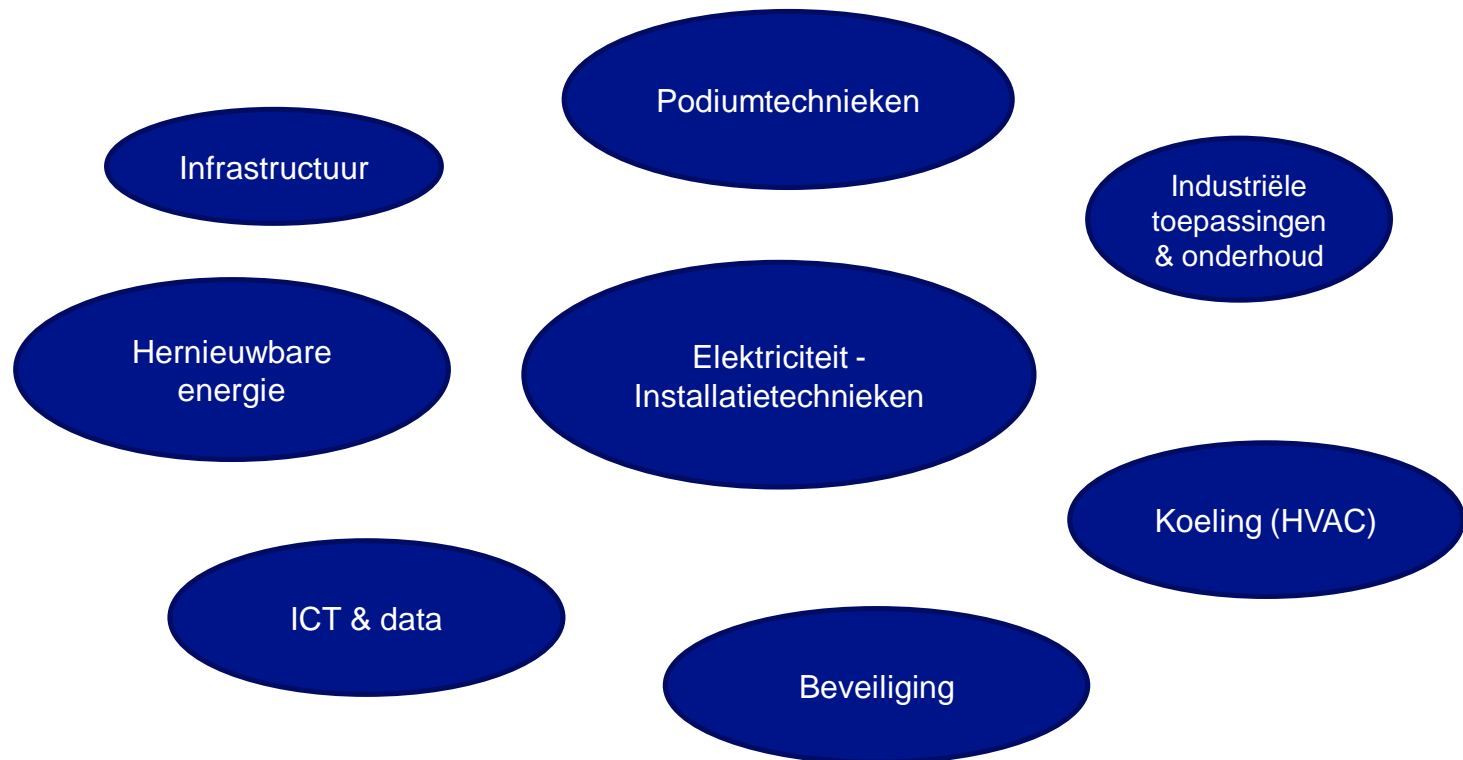 Podiumtechnieken
Infrastructuur
Industriële
toepassingen
& onderhoud
Hernieuwbare
energie
Elektriciteit -
Installatietechnieken
Koeling (HVAC)
ICT & data
Beveiliging